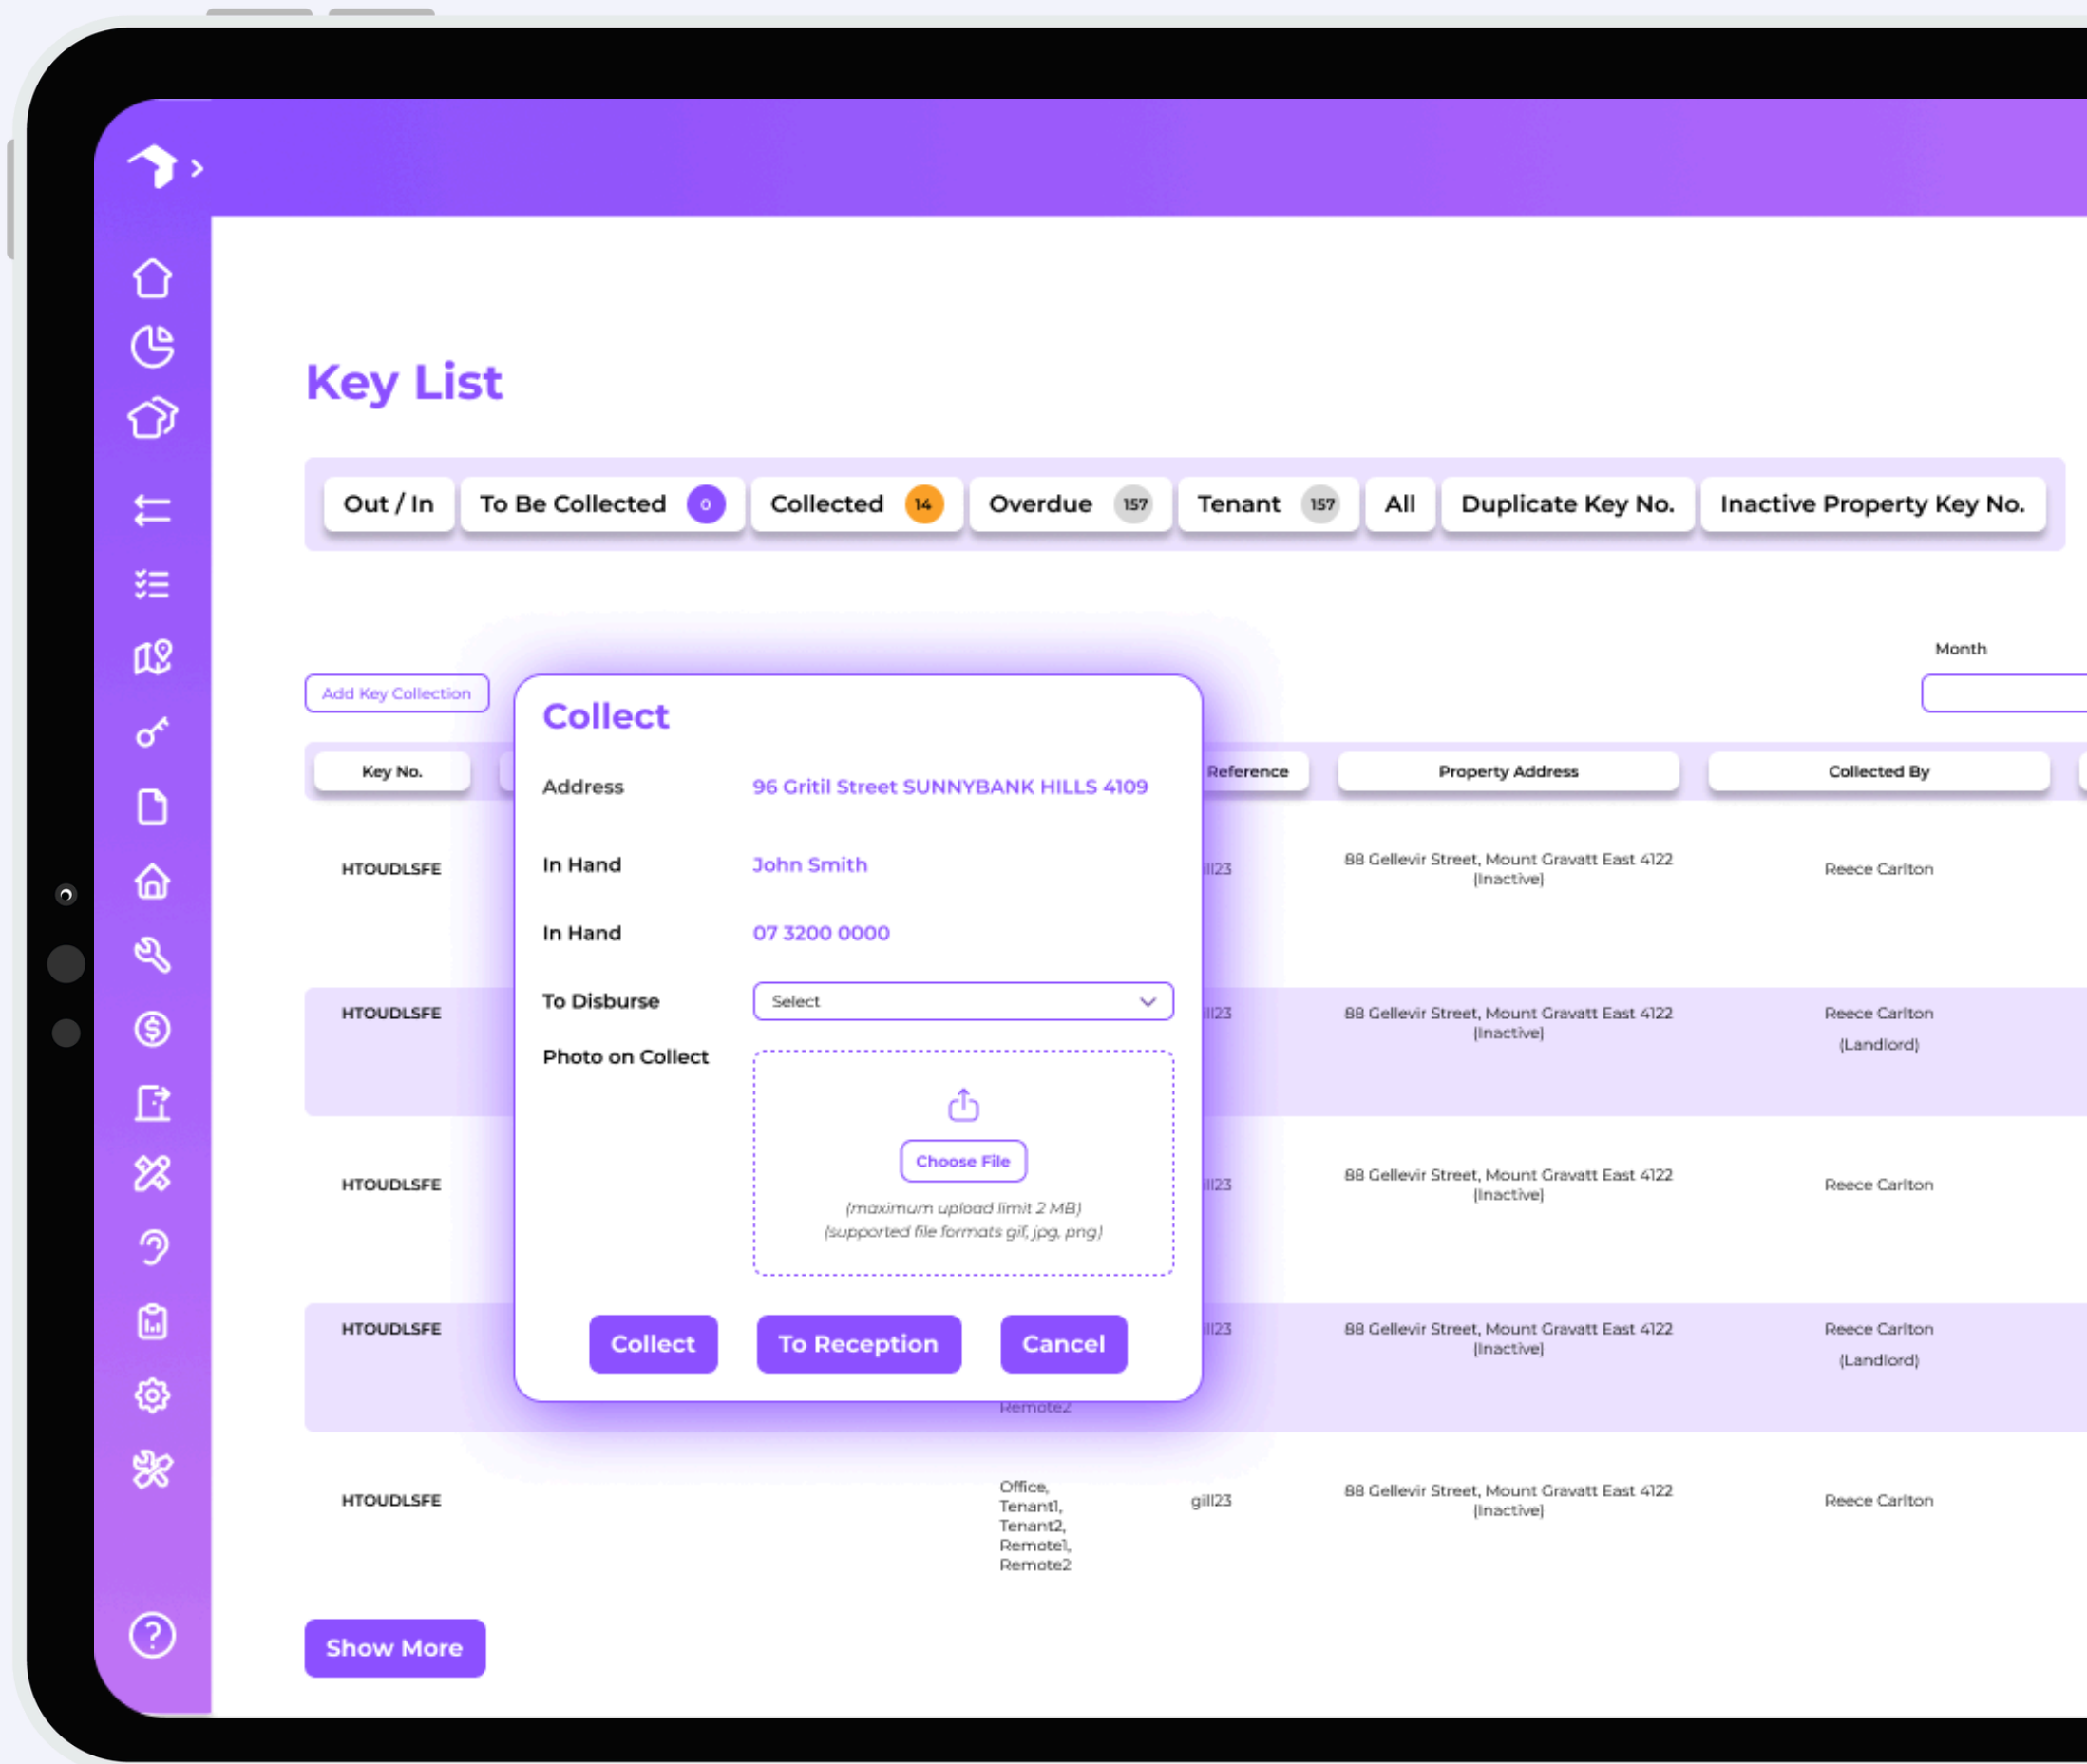 Key List
Out / In
To Be Collected 0
Collected 14
Overdue 157
Tenant 157
All
Duplicate Key No.
Inactive Property Key No.
Month
Add Key Collection
Key No.
Reference
Property Address
Collected By
Collect
Address 96 Gritil Street SUNNYBANK HILLS 4109
In Hand John Smith
In Hand 07 3200 0000
To Disburse Select
Photo on Collect
Choose File
(maximum upload limit 2 MB)
(supported file formats gif, jpg, png)
Collect
To Reception
Cancel
HTOUDLSFE
88 Gellevir Street, Mount Gravatt East 4122
(Inactive)
Reece Carlton
HTOUDLSFE
88 Gellevir Street, Mount Gravatt East 4122
(Inactive)
Reece Carlton
(Landlord)
HTOUDLSFE
88 Gellevir Street, Mount Gravatt East 4122
(Inactive)
Reece Carlton
HTOUDLSFE
Remote2
88 Gellevir Street, Mount Gravatt East 4122
(Inactive)
Reece Carlton
(Landlord)
HTOUDLSFE
Office,
Tenant1,
Tenant2,
Remote1,
Remote2
gill23
88 Gellevir Street, Mount Gravatt East 4122
(Inactive)
Reece Carlton
Show More